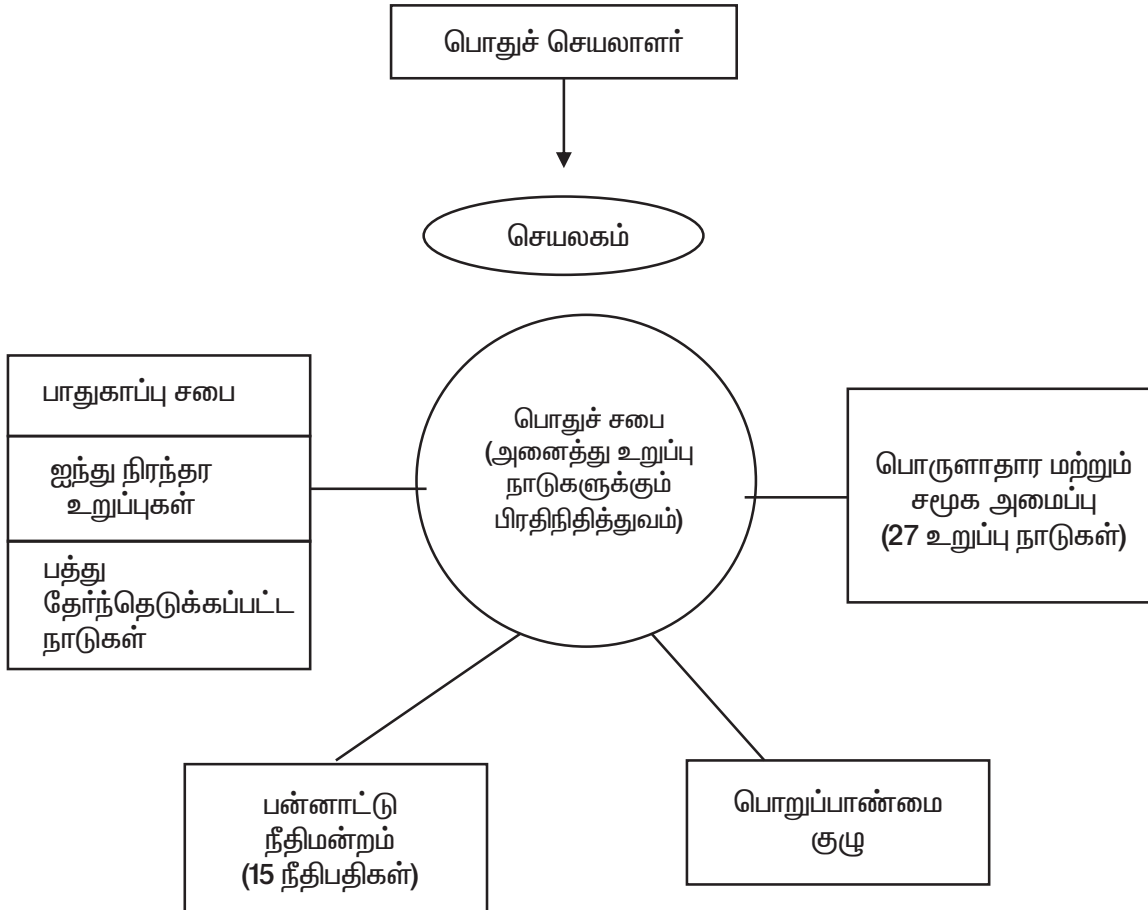 பொதுச் செயலாளர்
செயலகம்
பாதுகாப்பு சபை
ஐந்து நிரந்தர
உறுப்புகள்
பத்து
தேர்ந்தெடுக்கப்பட்ட
நாடுகள்
பொதுச் சபை
(அனைத்து உறுப்பு
நாடுகளுக்கும்
பிரதிநிதித்துவம்)
பொருளாதார மற்றும்
சமூக அமைப்பு
(27 உறுப்பு நாடுகள்)
பன்னாட்டு
நீதிமன்றம்
(15 நீதிபதிகள்)
பொறுப்பாண்மை
குழு